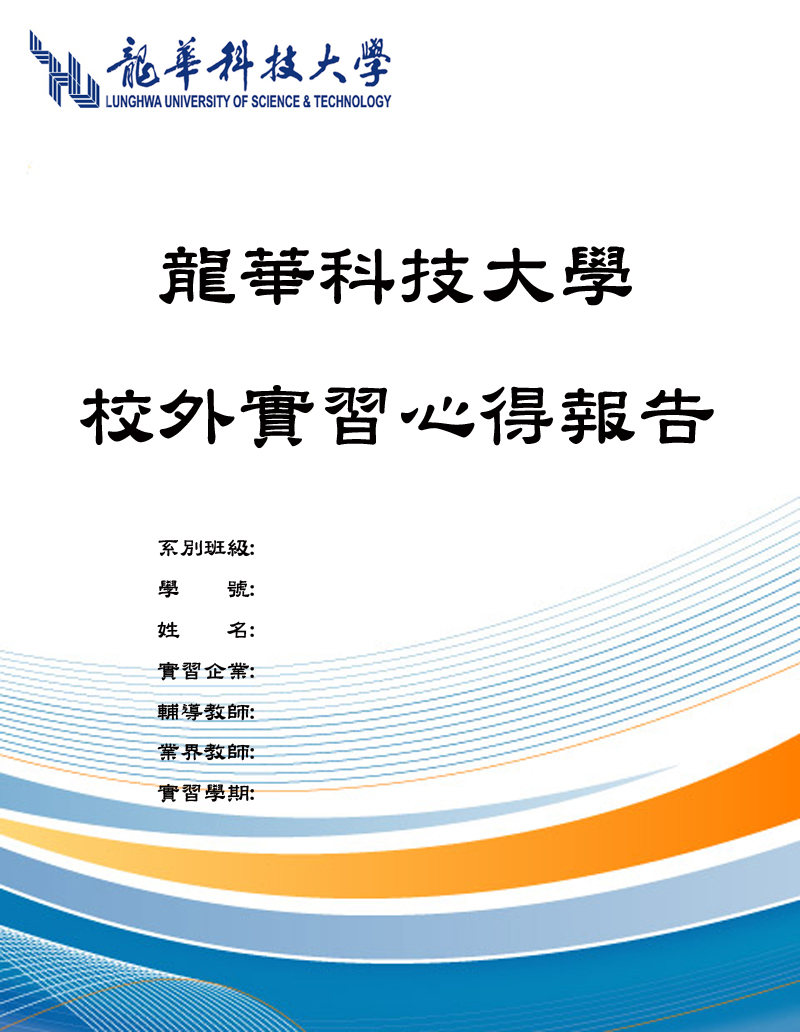 龍華科技大學
LUNGHWA UNIVERSITY OF SCIENCE & TECHNOLOGY
龍華科技大學
校外實習心得報告
系別班級:
學 號:
姓 名:
實習企業:
輔導教師:
業界教師:
實習學期: